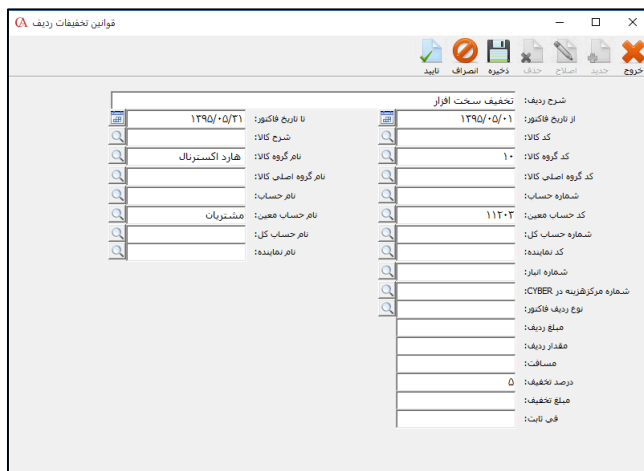 قوانین تخفیفات ردیف
خروج جدید اصلاح حذف ذخیره انصراف تایید
شرح ردیف: تخفیف سخت افزار
از تاریخ فاکتور: ۱۳۹۵/۰۵/۰۱ تا تاریخ فاکتور: ۱۳۹۵/۰۵/۳۱
کد کالا: شرح کالا:
کد گروه کالا: ۱۰ نام گروه کالا: هارد اکسترنال
کد گروه اصلی کالا: نام گروه اصلی کالا:
شماره حساب: نام حساب:
کد حساب معین: ۱۱۲۰۳ نام حساب معین: مشتریان
شماره حساب کل: نام حساب کل:
کد نماینده: نام نماینده:
شماره انبار:
شماره مرکزهزینه در CYBER:
نوع ردیف فاکتور:
مبلغ ردیف:
مقدار ردیف:
مسافت:
درصد تخفیف: ۵
مبلغ تخفیف:
فی ثابت: